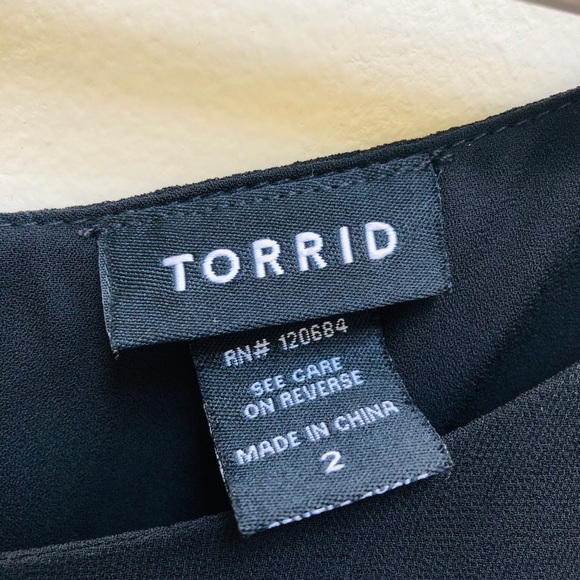 TORRID
RN# 120684
SEE CARE
ON REVERSE
MADE IN CHINA
2